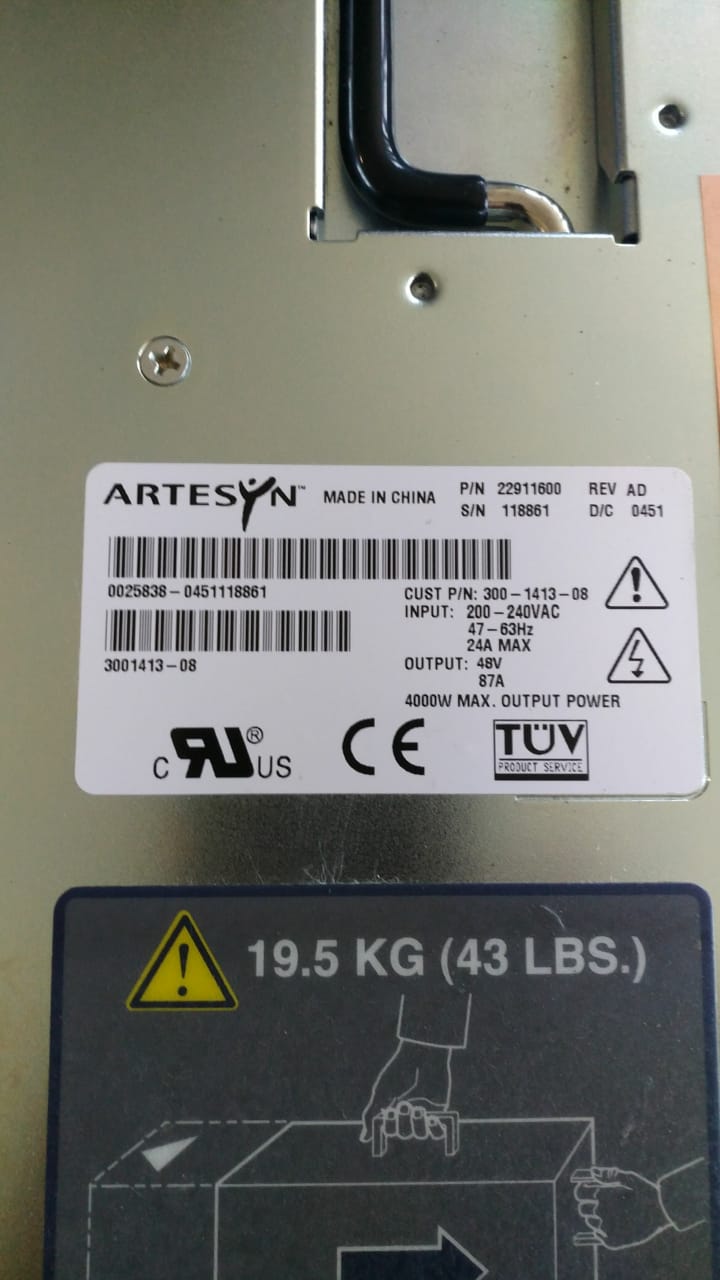 ARTESYN™ MADE IN CHINA P/N 22911600 REV AD
S/N 118861 D/C 0451
0025838-0451118861
CUST P/N: 300-1413-08
INPUT: 200-240VAC
47-63Hz
24A MAX
3001413-08
OUTPUT: 48V
87A
4000W MAX. OUTPUT POWER
C RU® US CE TÜV
PRODUCT SERVICE
19.5 KG (43 LBS.)